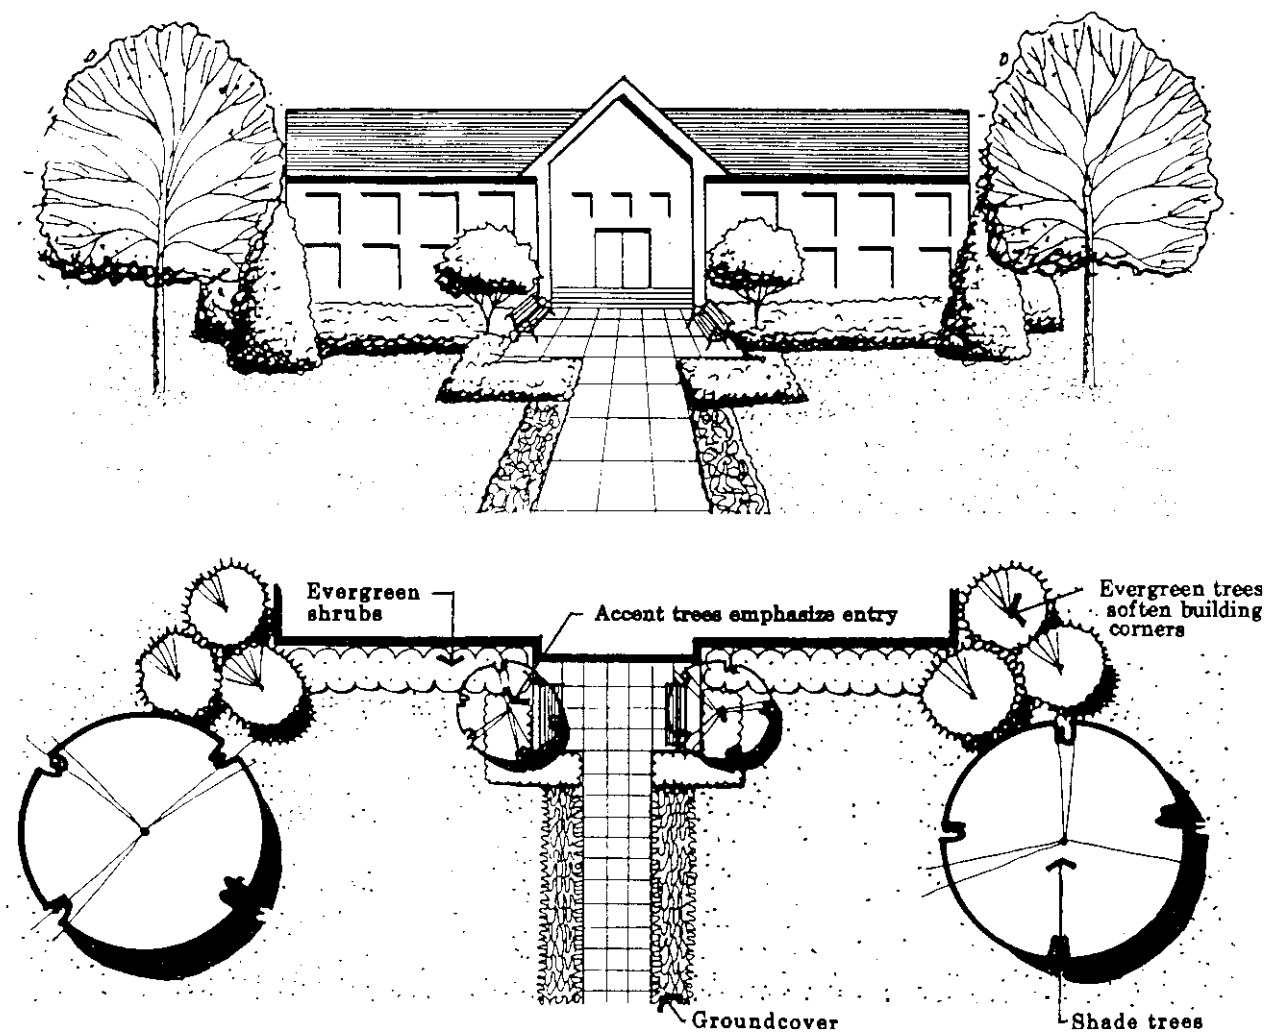 Evergreen
shrubs
Accent trees emphasize entry
Evergreen trees
soften building
corners
Groundcover
Shade trees